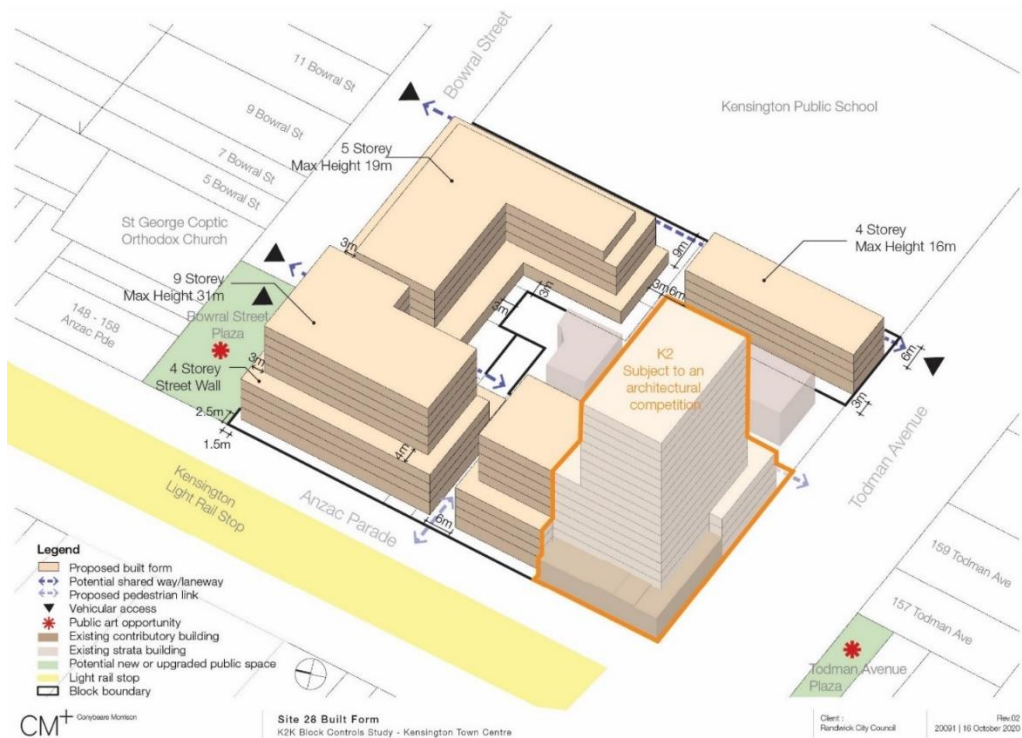 11 Bowral St
9 Bowral St
7 Bowral St
5 Bowral St
Bowral Street
Kensington Public School
5 Storey
Max Height 19m
St George Coptic
Orthodox Church
4 Storey
Max Height 16m
9m
3m
9 Storey
Max Height 31m
3m
3m
3m6m
148 - 158
Anzac Pde
Bowral Street
Plaza
K2
Subject to an
architectural
competition
6m
3m
4 Storey
Street Wall
3m
2.5m
1.5m
4m
6m
Todman Avenue
Kensington
Light Rail Stop
Anzac Parade
159 Todman Ave
157 Todman Ave
Todman Avenue
Plaza
Legend
Proposed built form
Potential shared way/laneway
Proposed pedestrian link
Vehicular access
Public art opportunity
Existing contributory building
Existing strata building
Potential new or upgraded public space
Light rail stop
Block boundary
CM+ Conybeare Morrison
Site 28 Built Form
K2K Block Controls Study - Kensington Town Centre
Client :
Randwick City Council
Rev.02
20091 | 16 October 2020